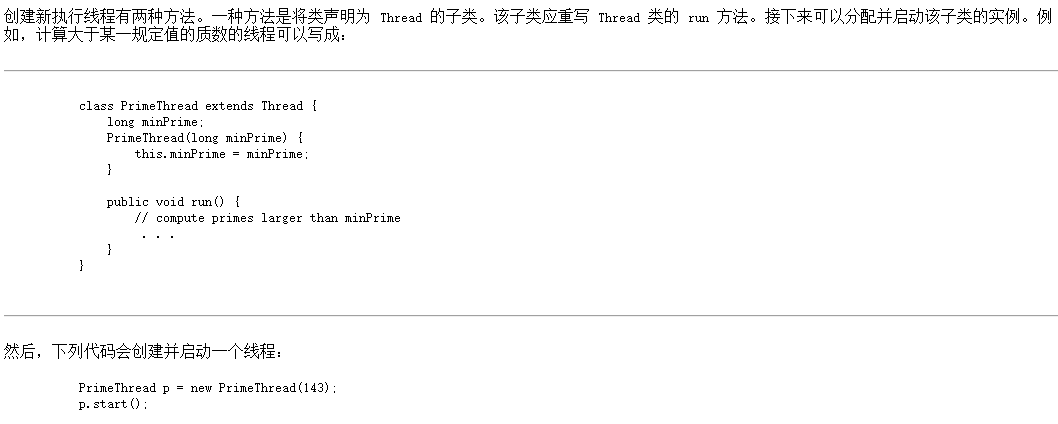 创建新执行线程有两种方法。一种方法是将类声明为 Thread 的子类。该子类应重写 Thread 类的 run 方法。接下来可以分配并启动该子类的实例。例
如，计算大于某一规定值的质数的线程可以写成：
class PrimeThread extends Thread {
    long minPrime;
    PrimeThread(long minPrime) {
        this.minPrime = minPrime;
    }
    public void run() {
        // compute primes larger than minPrime
         . . .
    }
}
然后，下列代码会创建并启动一个线程：
PrimeThread p = new PrimeThread(143);
p.start();